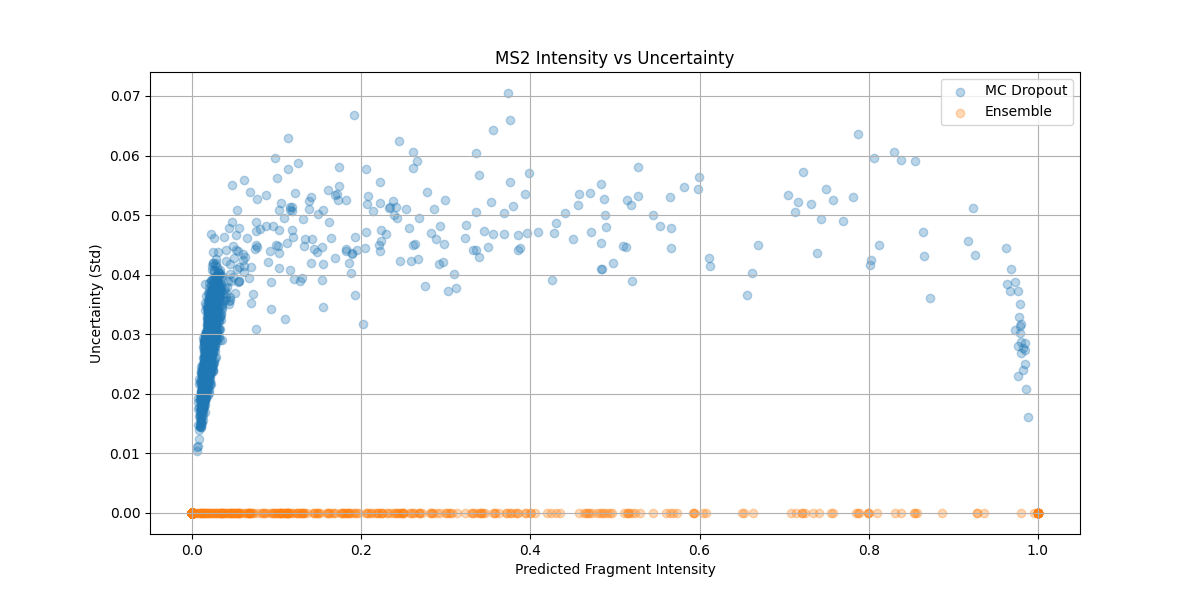 MS2 Intensity vs Uncertainty
MC Dropout
Ensemble
Uncertainty (Std)
0.07
0.06
0.05
0.04
0.03
0.02
0.01
0.00
0.0 0.2 0.4 0.6 0.8 1.0
Predicted Fragment Intensity